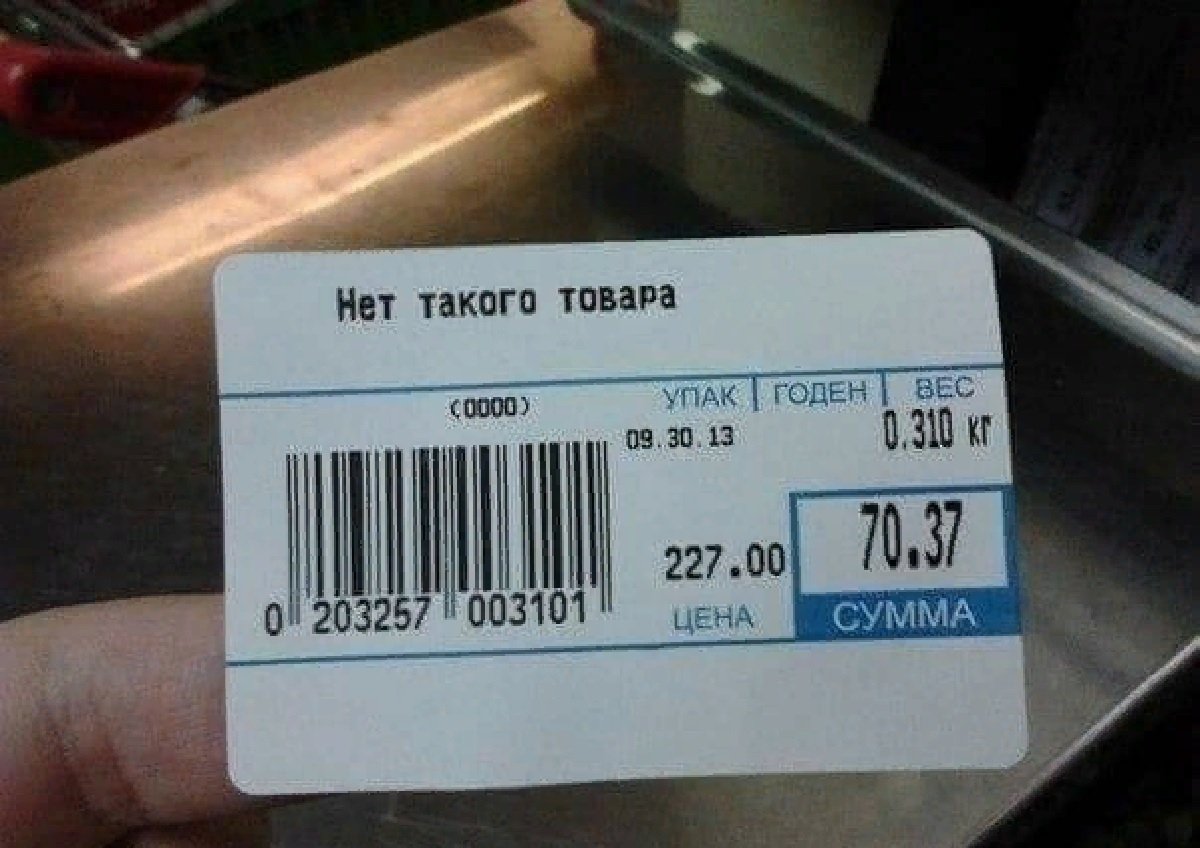 Нет такого товара
(0000)
УПАК ГОДЕН ВЕС
09.30.13 0.310 кг
227.00 70.37
ЦЕНА СУММА
0 203257 003101